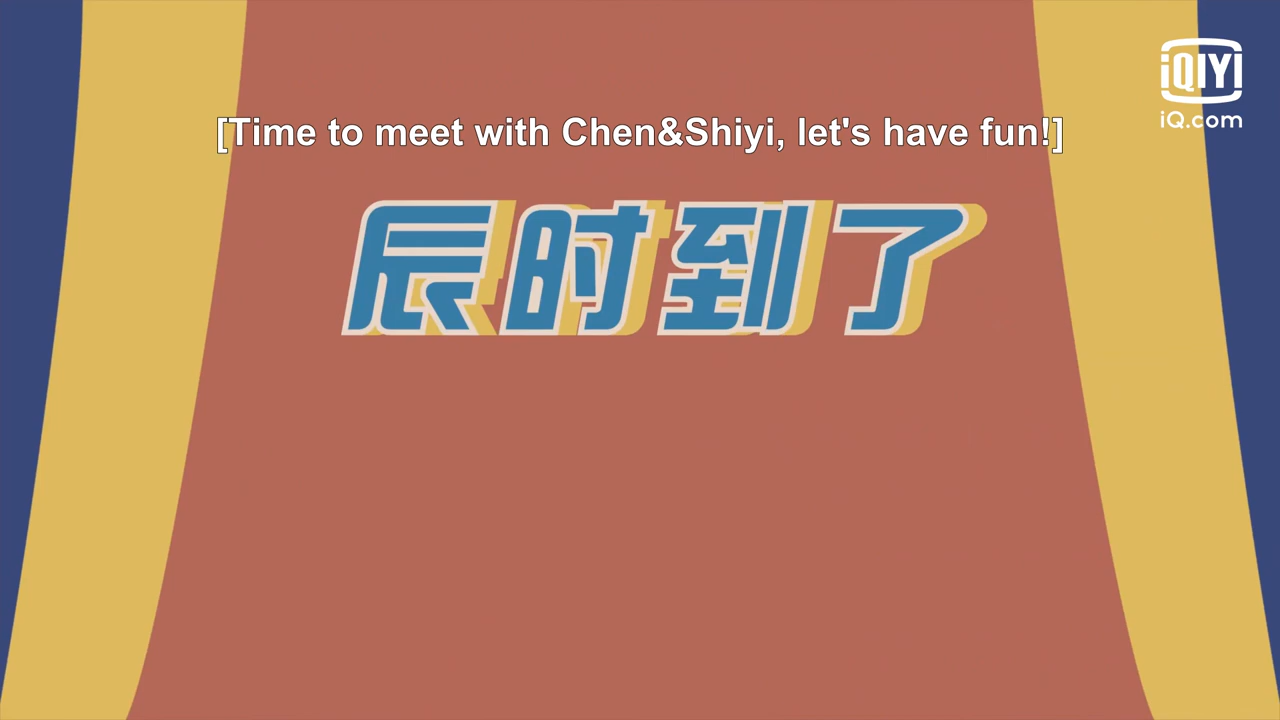 iQIYI
iQ.com
[Time to meet with Chen&Shiyi, let's have fun!]
辰时到了